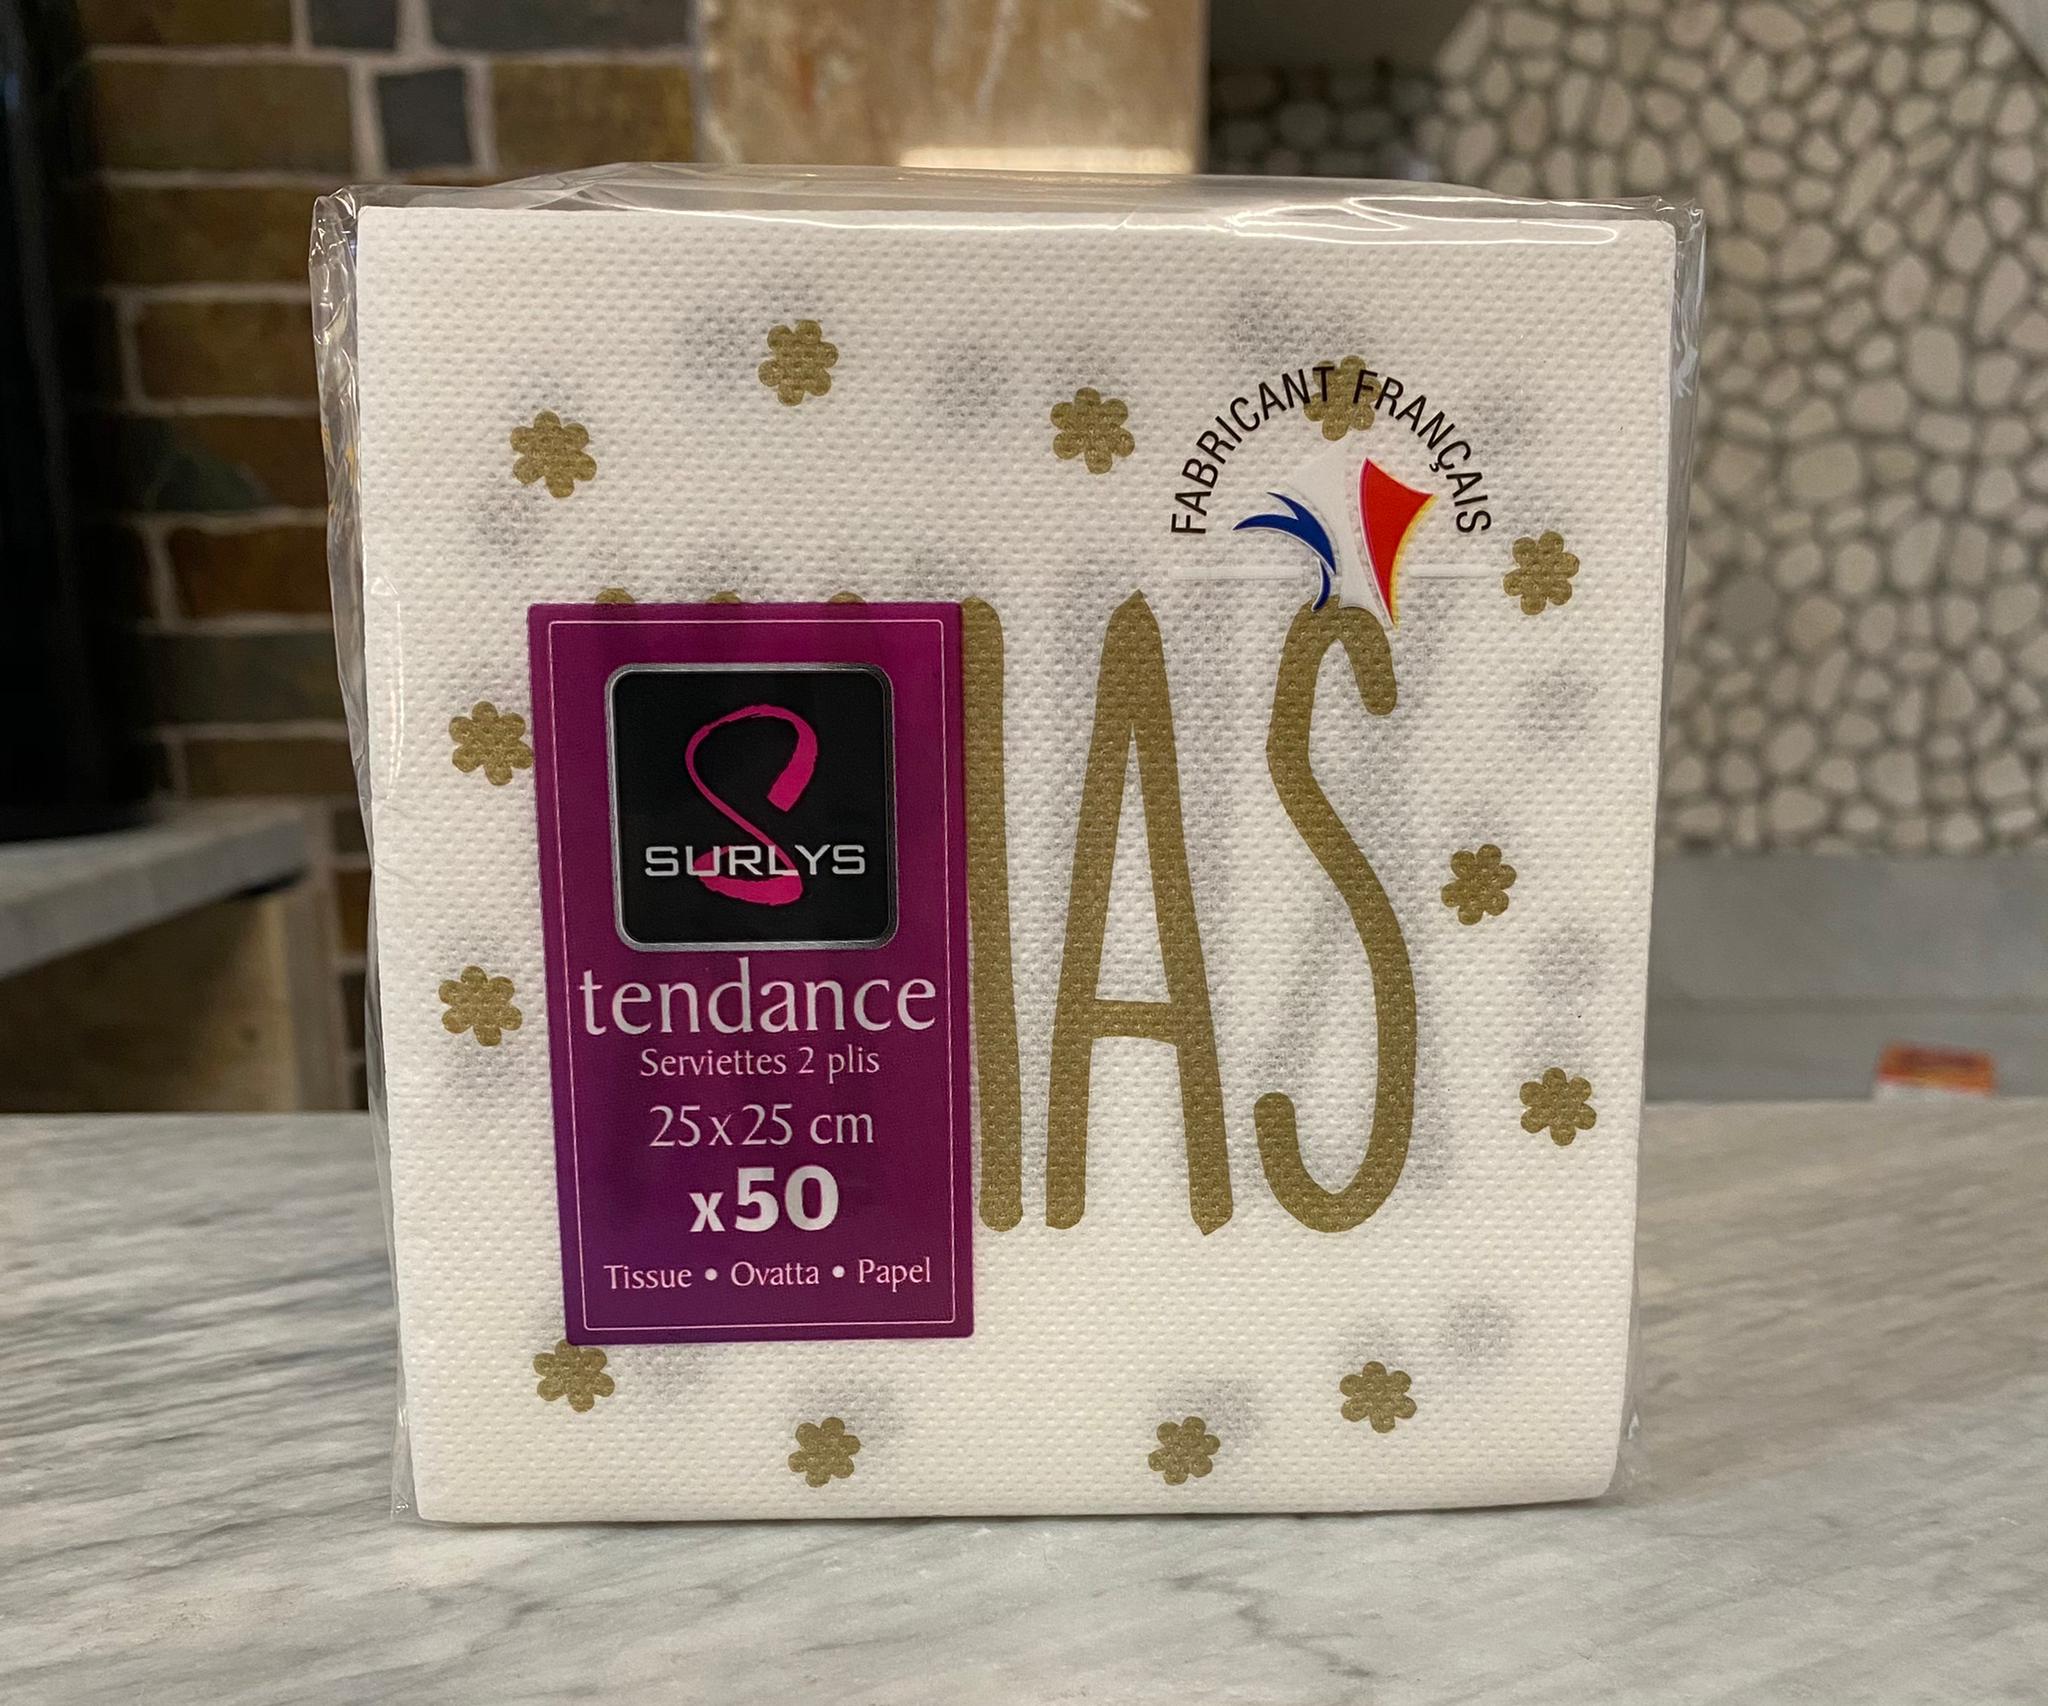 FABRICANT FRANÇAIS
IAS
SURLYS
tendance
Serviettes 2 plis
25x25 cm
x50
Tissue • Ovatta • Papel